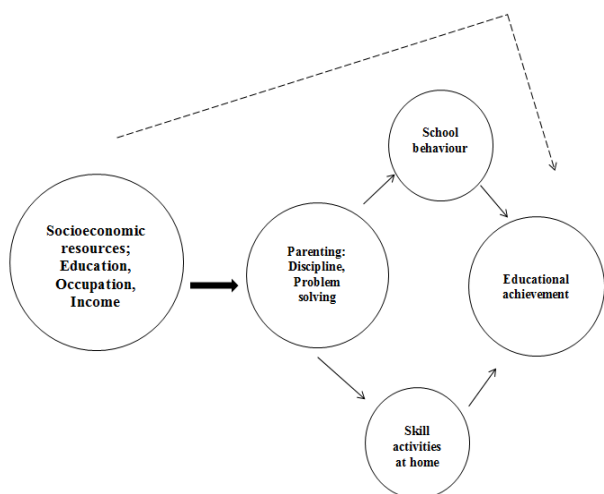 School
behaviour
Socioeconomic
resources;
Education,
Occupation,
Income
Parenting:
Discipline,
Problem
solving
Educational
achievement
Skill
activities
at home